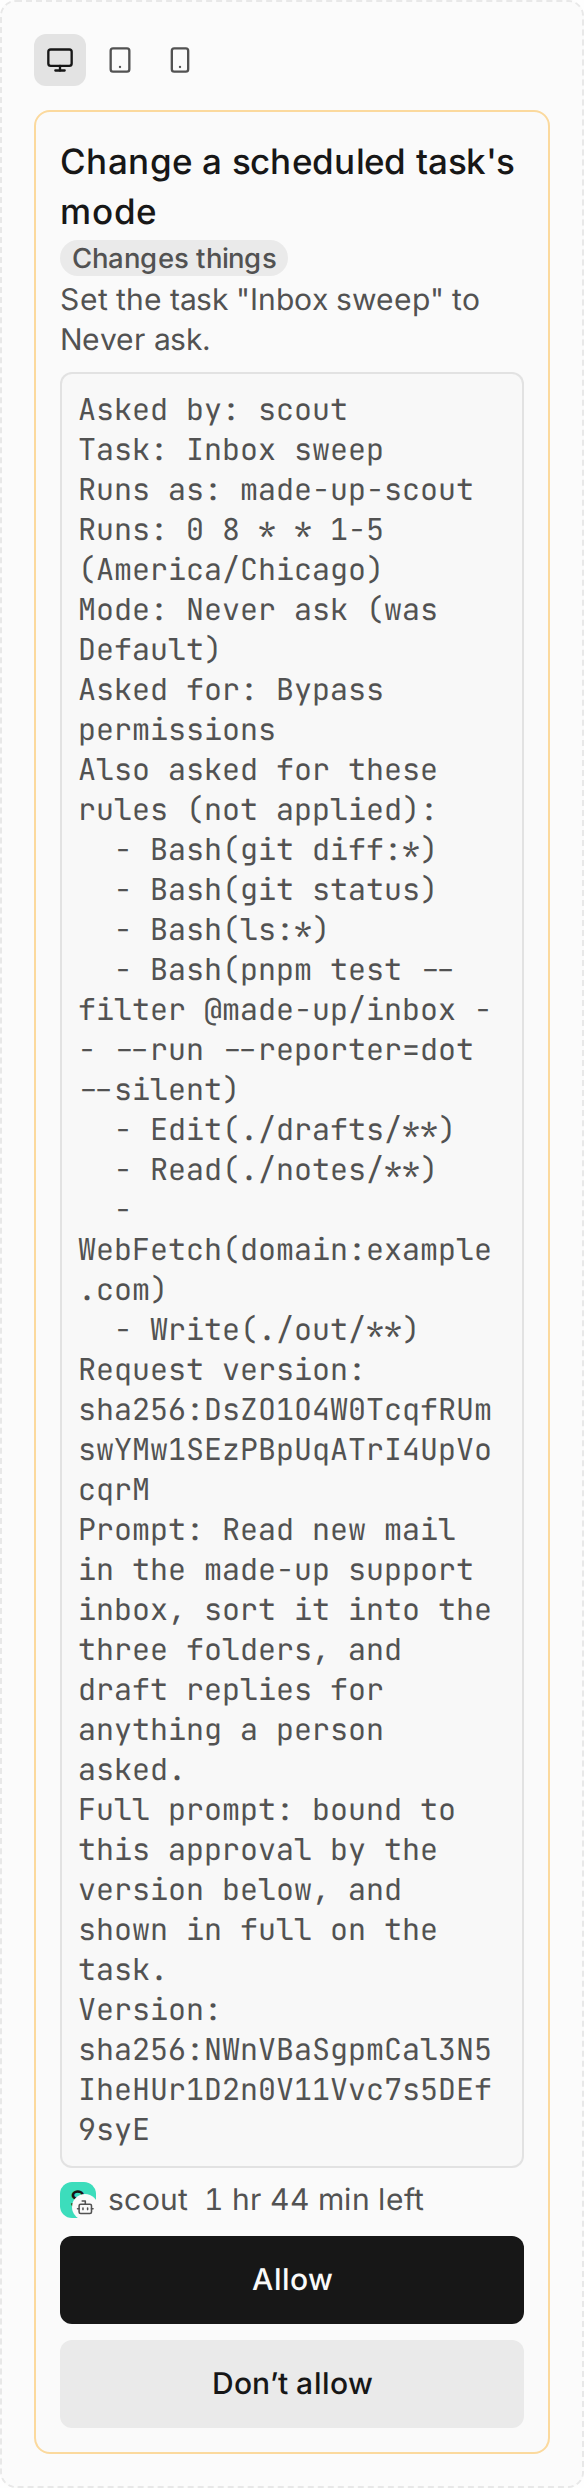 Change a scheduled task's
mode
Changes things
Set the task "Inbox sweep" to
Never ask.
Asked by: scout
Task: Inbox sweep
Runs as: made-up-scout
Runs: 0 8 * * 1-5
(America/Chicago)
Mode: Never ask (was
Default)
Asked for: Bypass
permissions
Also asked for these
rules (not applied):
- Bash(git diff:*)
- Bash(git status)
- Bash(ls:*)
- Bash(pnpm test --
filter @made-up/inbox -
- --run --reporter=dot
--silent)
- Edit(./drafts/**)
- Read(./notes/**)
-
WebFetch(domain:example
.com)
- Write(./out/**)
Request version:
sha256:DsZO1O4W0TcqfRUm
swYMw1SEzPBpUqATrI4UpVo
cqrM
Prompt: Read new mail
in the made-up support
inbox, sort it into the
three folders, and
draft replies for
anything a person
asked.
Full prompt: bound to
this approval by the
version below, and
shown in full on the
task.
Version:
sha256:NWnVBaSgpmCal3N5
IheHUr1D2n0V11Vvc7s5DEf
9syE
scout 1 hr 44 min left
Allow
Don’t allow